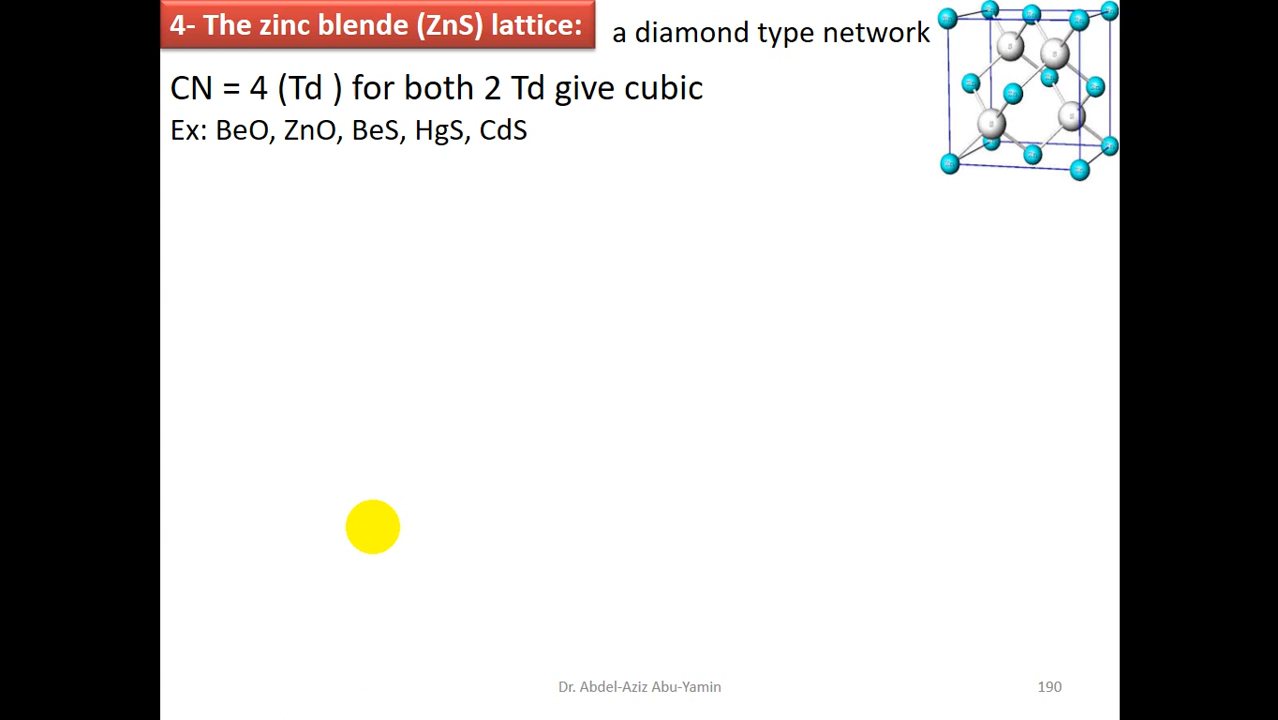 4- The zinc blende (ZnS) lattice: a diamond type network
CN = 4 (Td ) for both 2 Td give cubic
Ex: BeO, ZnO, BeS, HgS, CdS
Dr. Abdel-Aziz Abu-Yamin 190